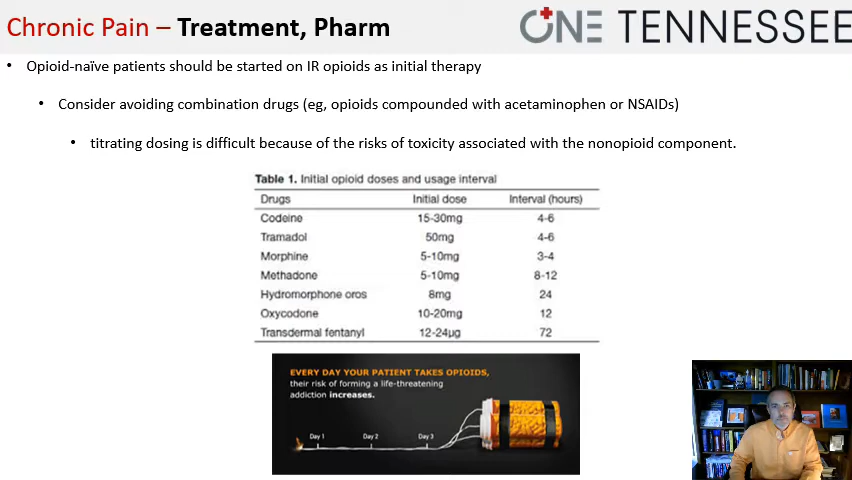 Chronic Pain – Treatment, Pharm
ONE TENNESSEE
• Opioid-naïve patients should be started on IR opioids as initial therapy
• Consider avoiding combination drugs (eg, opioids compounded with acetaminophen or NSAIDs)
• titrating dosing is difficult because of the risks of toxicity associated with the nonopioid component.
Table 1. Initial opioid doses and usage interval
Drugs Initial dose Interval (hours)
Codeine 15-30mg 4-6
Tramadol 50mg 4-6
Morphine 5-10mg 3-4
Methadone 5-10mg 8-12
Hydromorphone oros 8mg 24
Oxycodone 10-20mg 12
Transdermal fentanyl 12-24µg 72
EVERY DAY YOUR PATIENT TAKES OPIOIDS,
their risk of forming a life-threatening
addiction increases.
Day 1 Day 2 Day 3